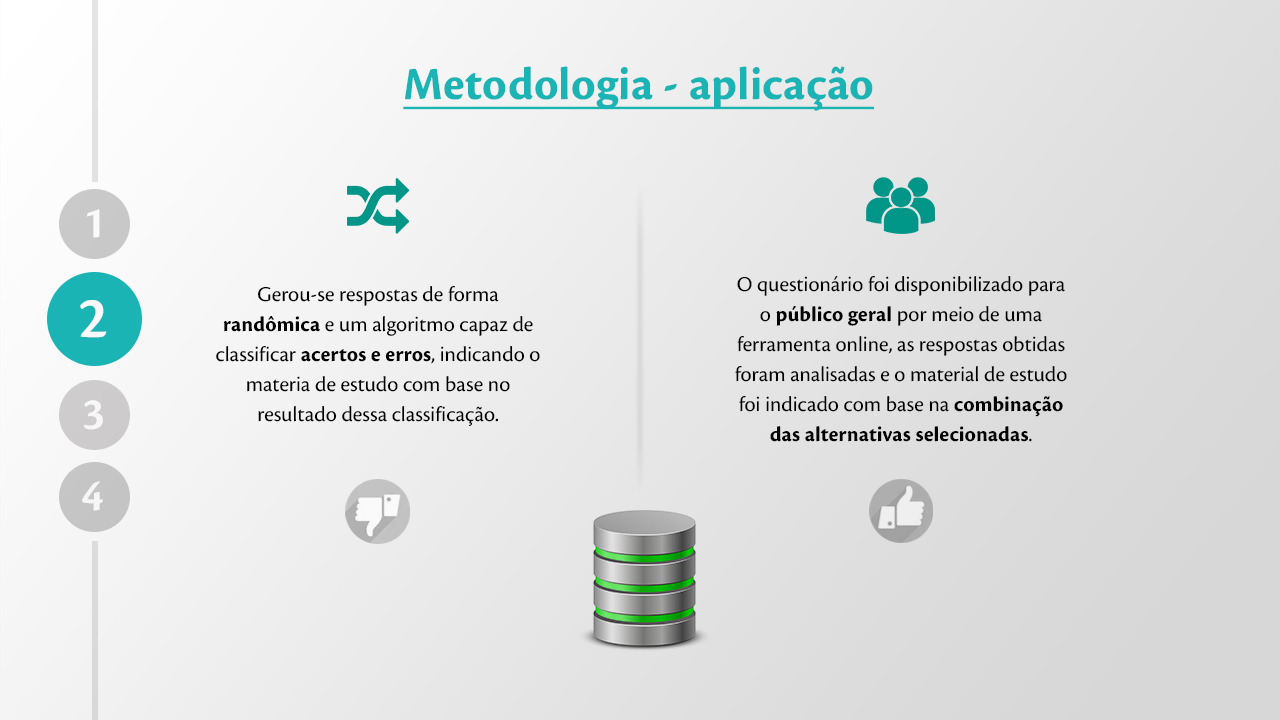 Metodologia - aplicação
1
2
3
4
Gerou-se respostas de forma
randômica e um algoritmo capaz de
classificar acertos e erros, indicando o
materia de estudo com base no
resultado dessa classificação.
O questionário foi disponibilizado para
o público geral por meio de uma
ferramenta online, as respostas obtidas
foram analisadas e o material de estudo
foi indicado com base na combinação
das alternativas selecionadas.